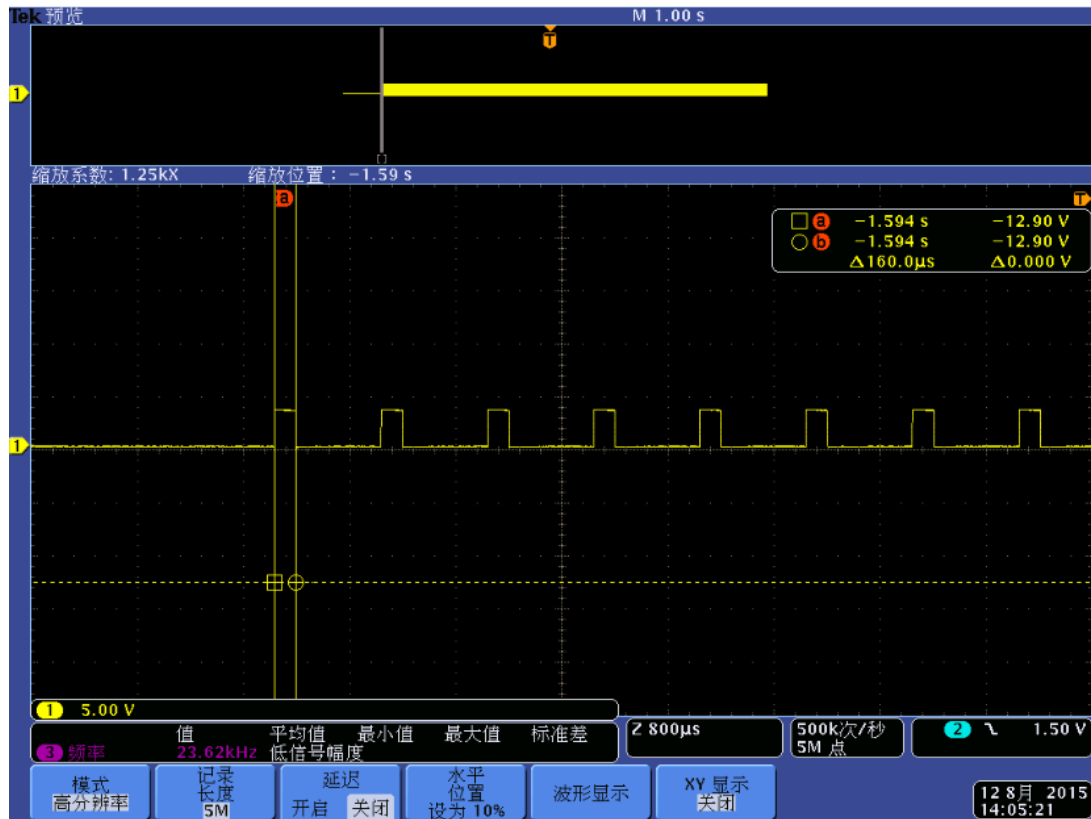 Tek 预览 M 1.00 s
T
1
缩放系数: 1.25kX 缩放位置: -1.59 s
a T
a -1.594 s -12.90 V
b -1.594 s -12.90 V
Δ160.0μs Δ0.000 V
1
1 5.00 V
值 平均值 最小值 最大值 标准差
3 频率 23.62kHz 低信号幅度
Z 800μs
500k次/秒
5M 点
2 1.50 V
模式
高分辨率
记录
长度
5M
延迟
开启 关闭
水平
位置
设为 10%
波形显示
XY 显示
关闭
12 8月 2015
14:05:21